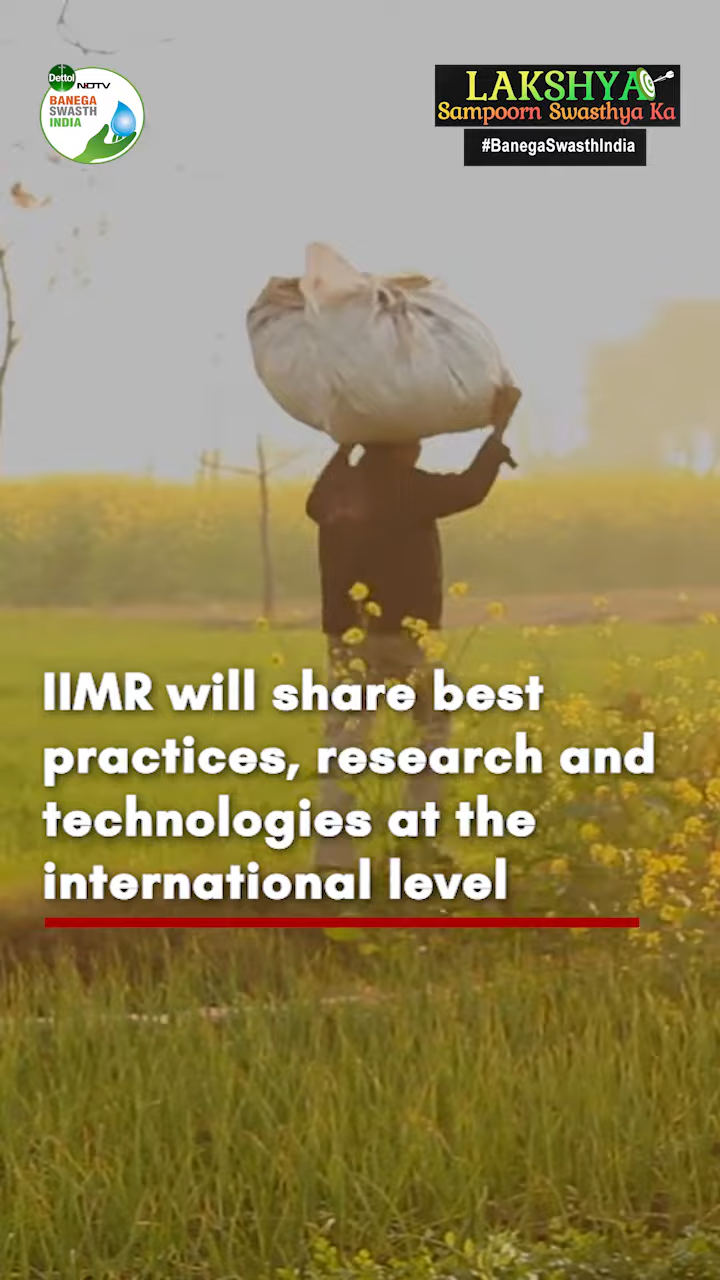 Dettol NDTV
BANEGA
SWASTH
INDIA
LAKSHYA
Sampoorn Swasthya Ka
#BanegaSwasthIndia
IIMR will share best
practices, research and
technologies at the
international level